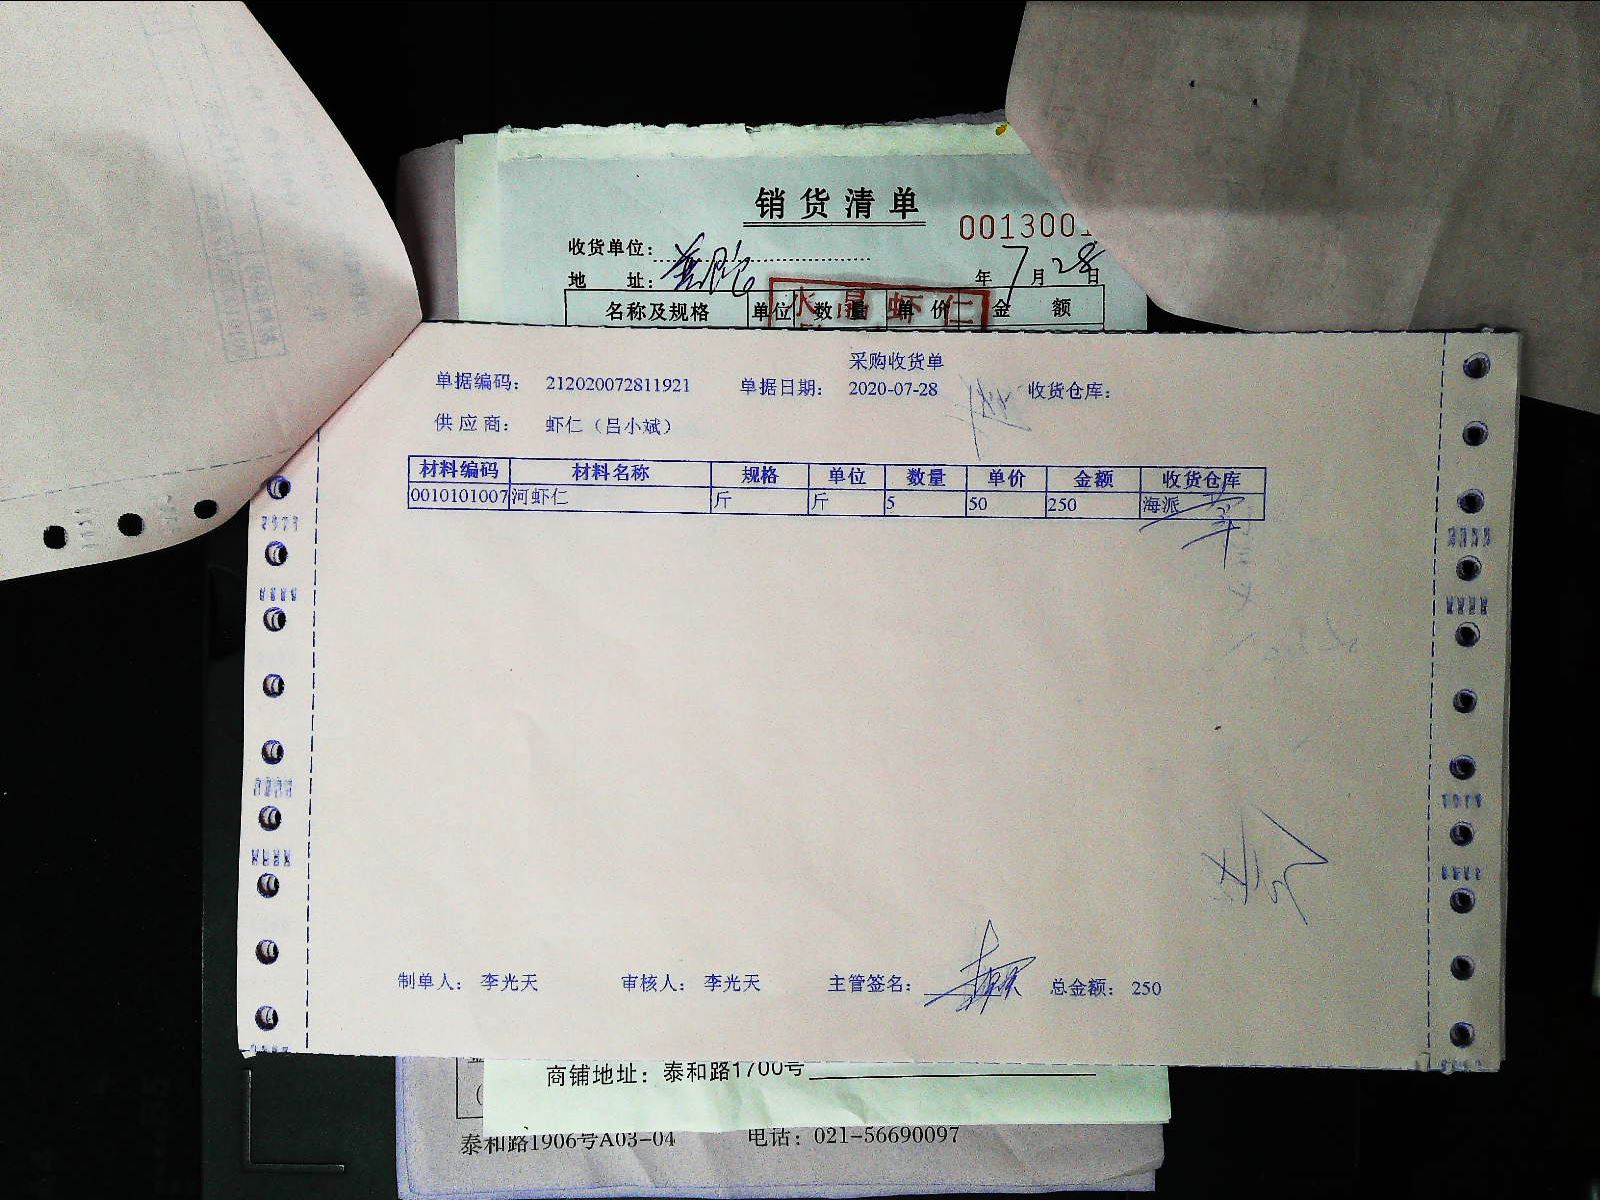 销货清单
0013001
收货单位：
地 址： 年 7 月 28 日
水晶虾仁
名称及规格 单位 数量 单价 金额
采购收货单
单据编码： 212020072811921 单据日期： 2020-07-28 收货仓库：
供应商： 虾仁（吕小斌）
材料编码 材料名称 规格 单位 数量 单价 金额 收货仓库
0010101007 河虾仁 斤 斤 5 50 250 海派
制单人： 李光天 审核人： 李光天 主管签名： 总金额： 250
商铺地址：泰和路1700号
泰和路1906号A03-04 电话：021-56690097